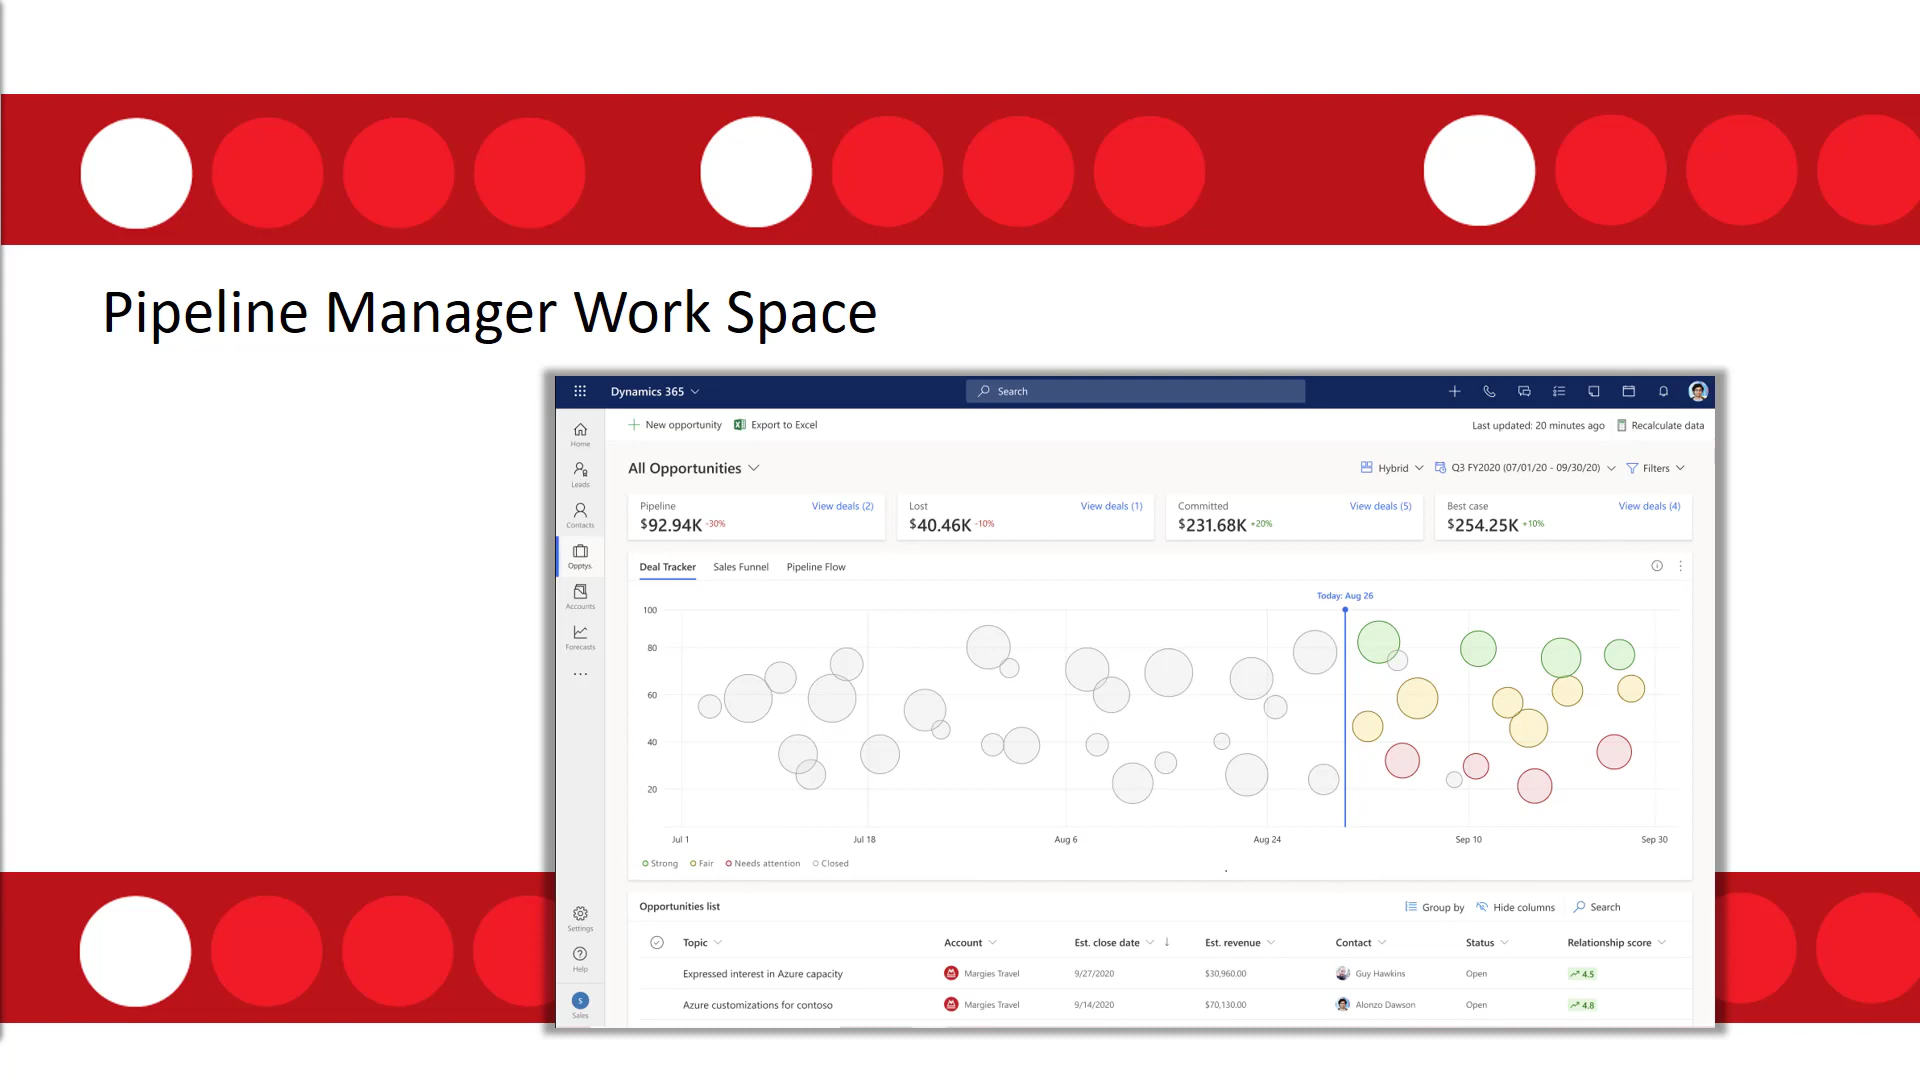 Pipeline Manager Work Space
Dynamics 365
Search
New opportunity
Export to Excel
Last updated: 20 minutes ago
Recalculate data
Home
Leads
Contacts
Opptys.
Accounts
Forecasts
Settings
Help
S
Sales
All Opportunities
Hybrid
Q3 FY2020 (07/01/20 - 09/30/20)
Filters
Pipeline View deals (2)
$92.94K -30%
Lost View deals (1)
$40.46K -10%
Committed View deals (5)
$231.68K +20%
Best case View deals (4)
$254.25K +10%
Deal Tracker Sales Funnel Pipeline Flow
Today: Aug 26
100
80
60
40
20
Jul 1 Jul 18 Aug 6 Aug 24 Sep 10 Sep 30
Strong Fair Needs attention Closed
Opportunities list
Group by Hide columns Search
Topic Account Est. close date Est. revenue Contact Status Relationship score
Expressed interest in Azure capacity Margies Travel 9/27/2020 $30,960.00 Guy Hawkins Open 4.5
Azure customizations for contoso Margies Travel 9/14/2020 $70,130.00 Alonzo Dawson Open 4.8